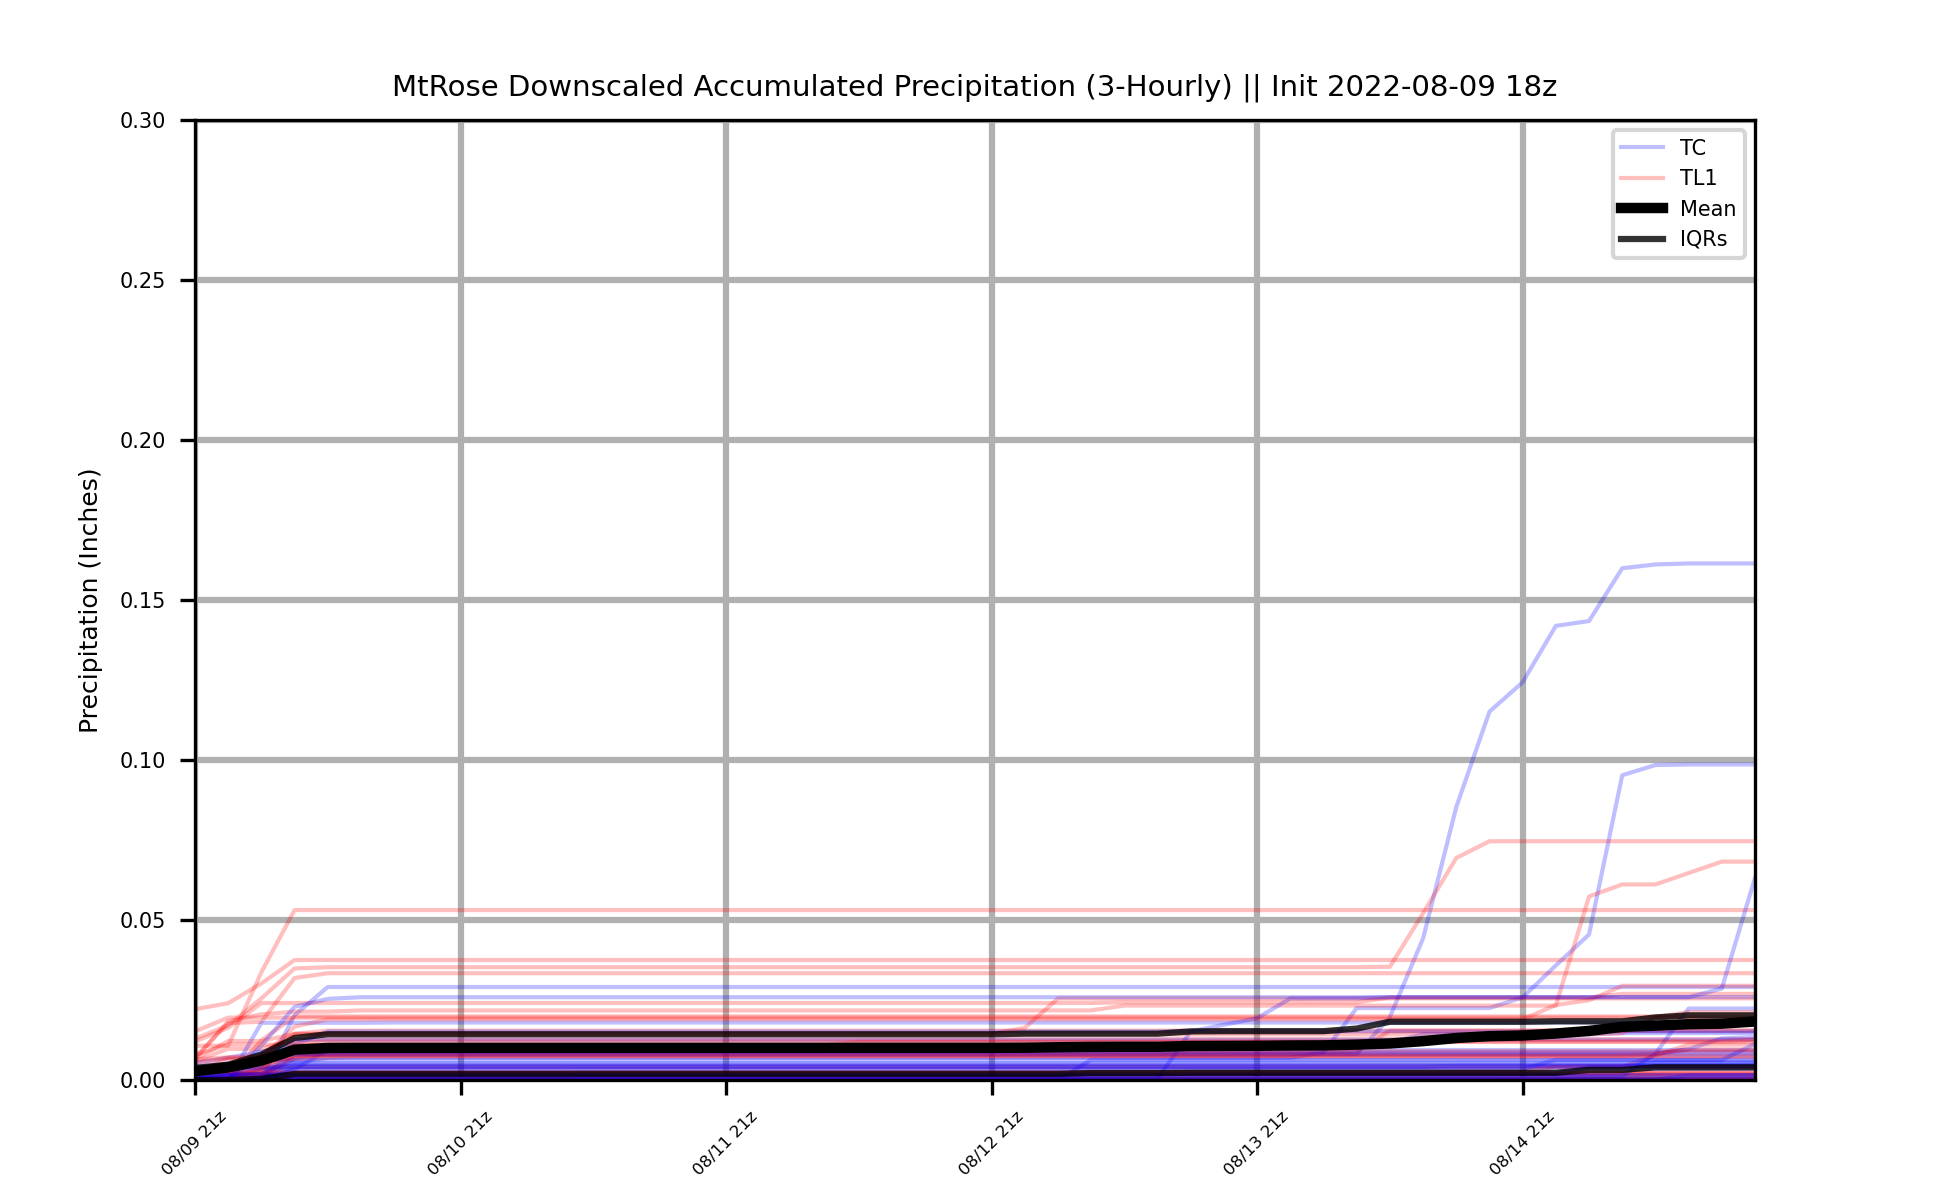 MtRose Downscaled Accumulated Precipitation (3-Hourly) || Init 2022-08-09 18z
TC
TL1
Mean
IQRs
Precipitation (Inches)
0.30
0.25
0.20
0.15
0.10
0.05
0.00
08/09 21z
08/10 21z
08/11 21z
08/12 21z
08/13 21z
08/14 21z